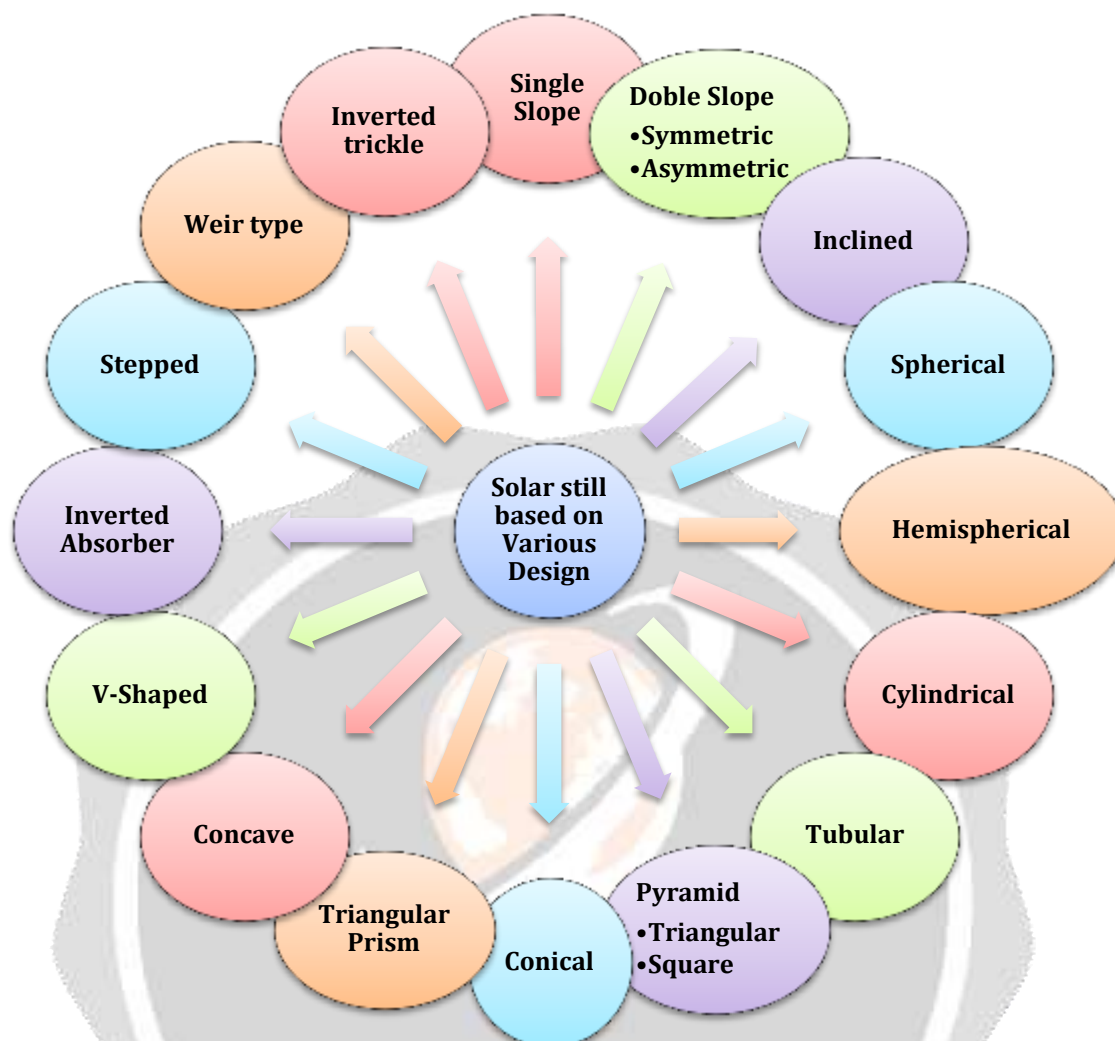 Single
Slope
Doble Slope
•Symmetric
•Asymmetric
Inclined
Spherical
Hemispherical
Cylindrical
Tubular
Pyramid
•Triangular
•Square
Conical
Triangular
Prism
Concave
V-Shaped
Inverted
Absorber
Stepped
Weir type
Inverted
trickle
Solar still
based on
Various
Design